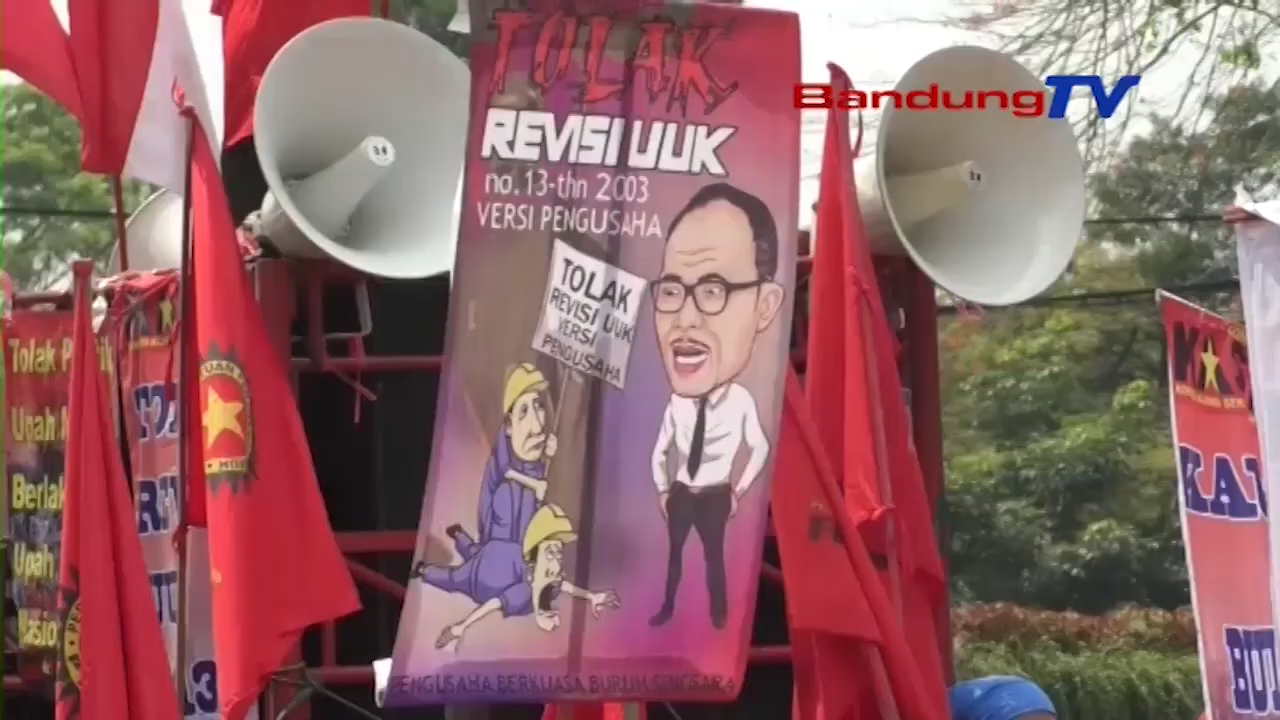 TOLAK
REVISI UUK
no. 13-thn 2003
VERSI PENGUSAHA
TOLAK
REVISI UUK
VERSI
PENGUSAHA
PENGUSAHA BERKUASA BURUH SENGSARA
BandungTV
Tolak
Upah
Berlak
Upah
Nasio